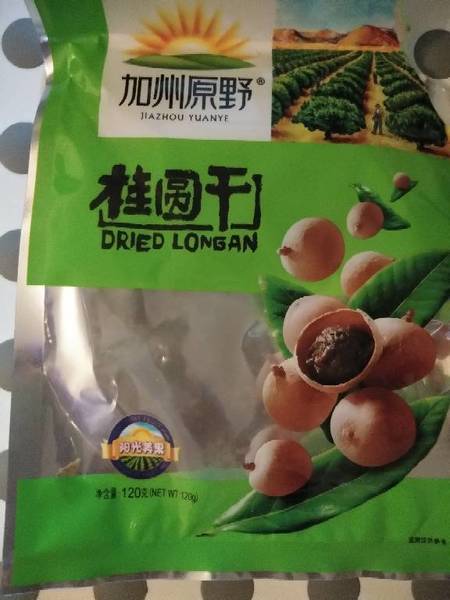 加州原野®
JIAZHOU YUANYE
桂圆干
DRIED LONGAN
阳光美果
净含量:120克(NET WT 120g)